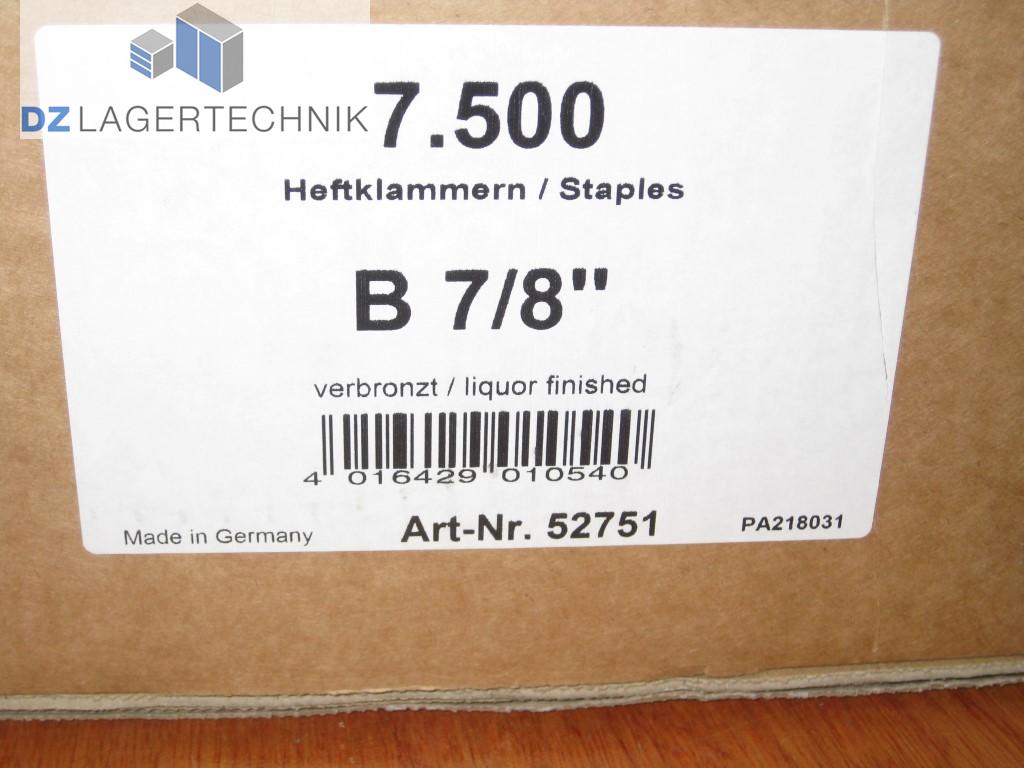 DZ LAGERTECHNIK
7.500
Heftklammern / Staples
B 7/8"
verbronzt / liquor finished
4 016429 010540
Made in Germany Art-Nr. 52751 PA218031